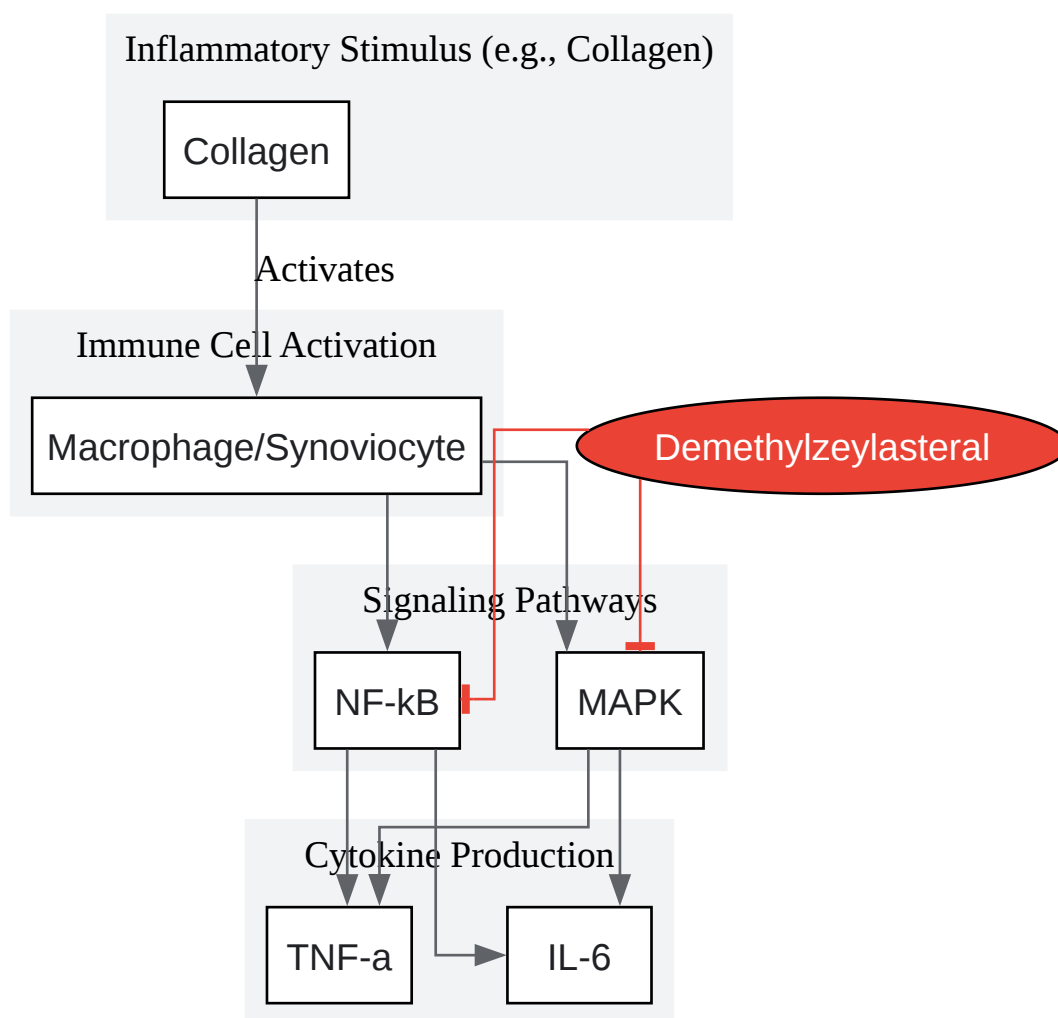 Inflammatory Stimulus (e.g., Collagen)
Collagen
Activates
Immune Cell Activation
Macrophage/Synoviocyte
Demethylzeylasteral
Signaling Pathways
NF-kB
MAPK
Cytokine Production
TNF-a
IL-6